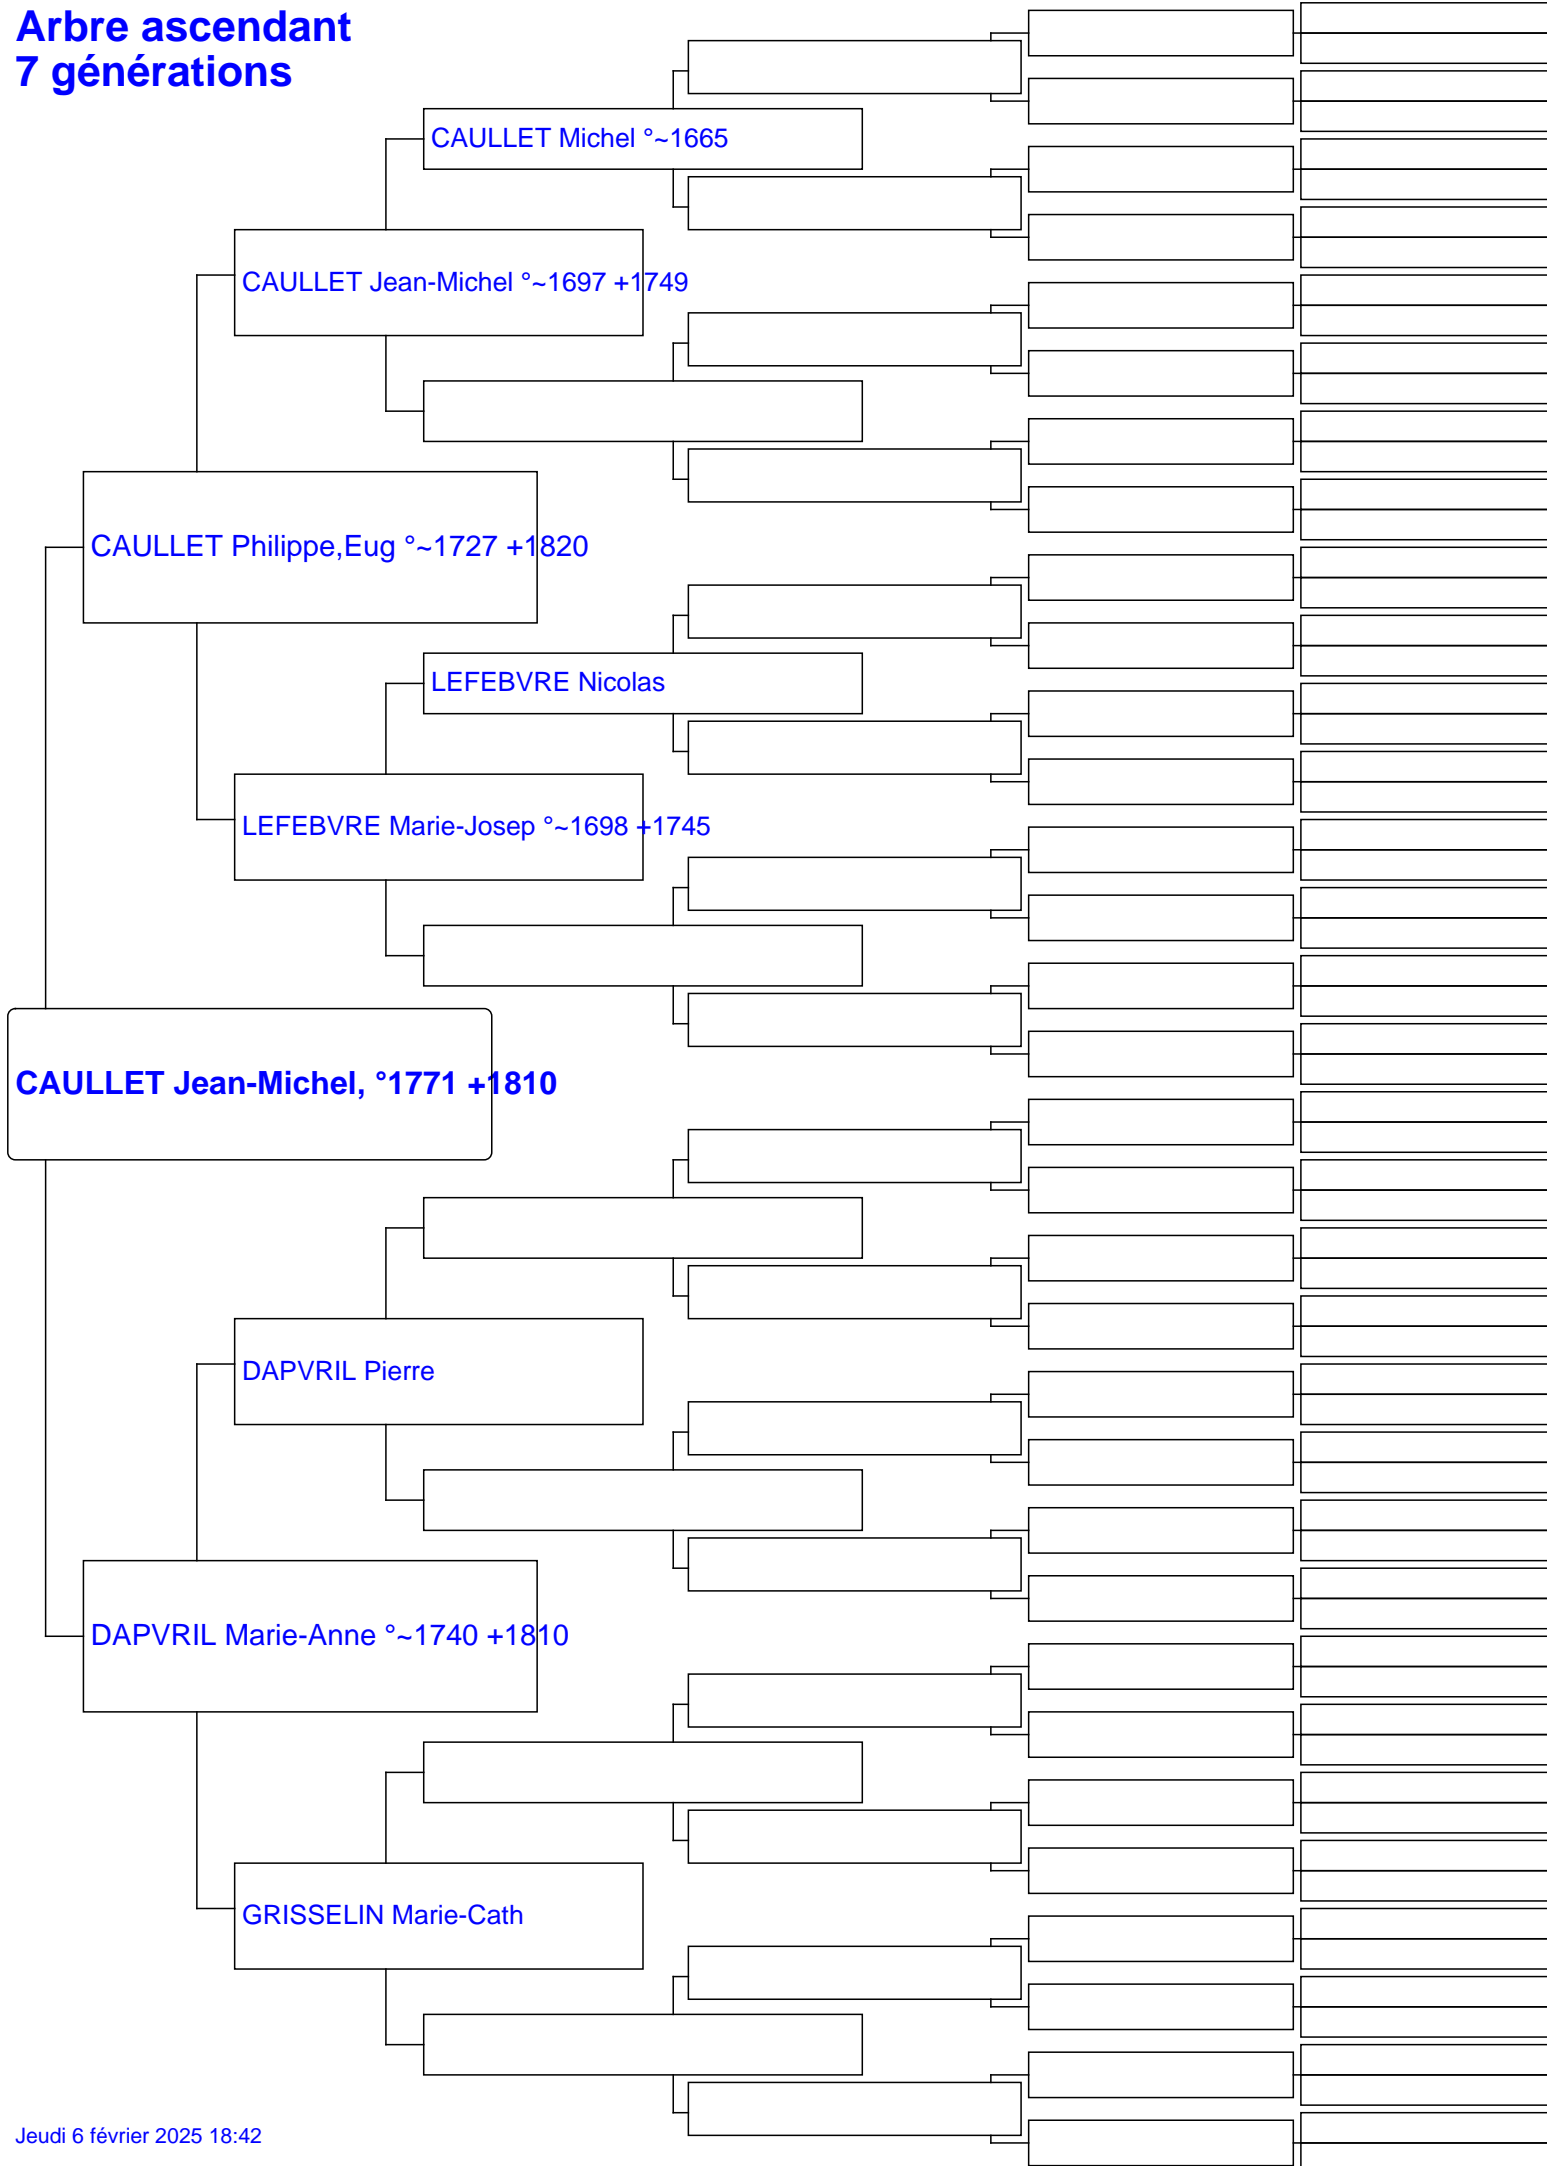 Arbre ascendant
7 générations
CAULLET Michel °~1665
CAULLET Jean-Michel °~1697 +1749
CAULLET Philippe,Eug °~1727 +1820
LEFEBVRE Nicolas
LEFEBVRE Marie-Josep °~1698 +1745
CAULLET Jean-Michel, °1771 +1810
DAPVRIL Pierre
DAPVRIL Marie-Anne °~1740 +1810
GRISSELIN Marie-Cath
Jeudi 6 février 2025 18:42